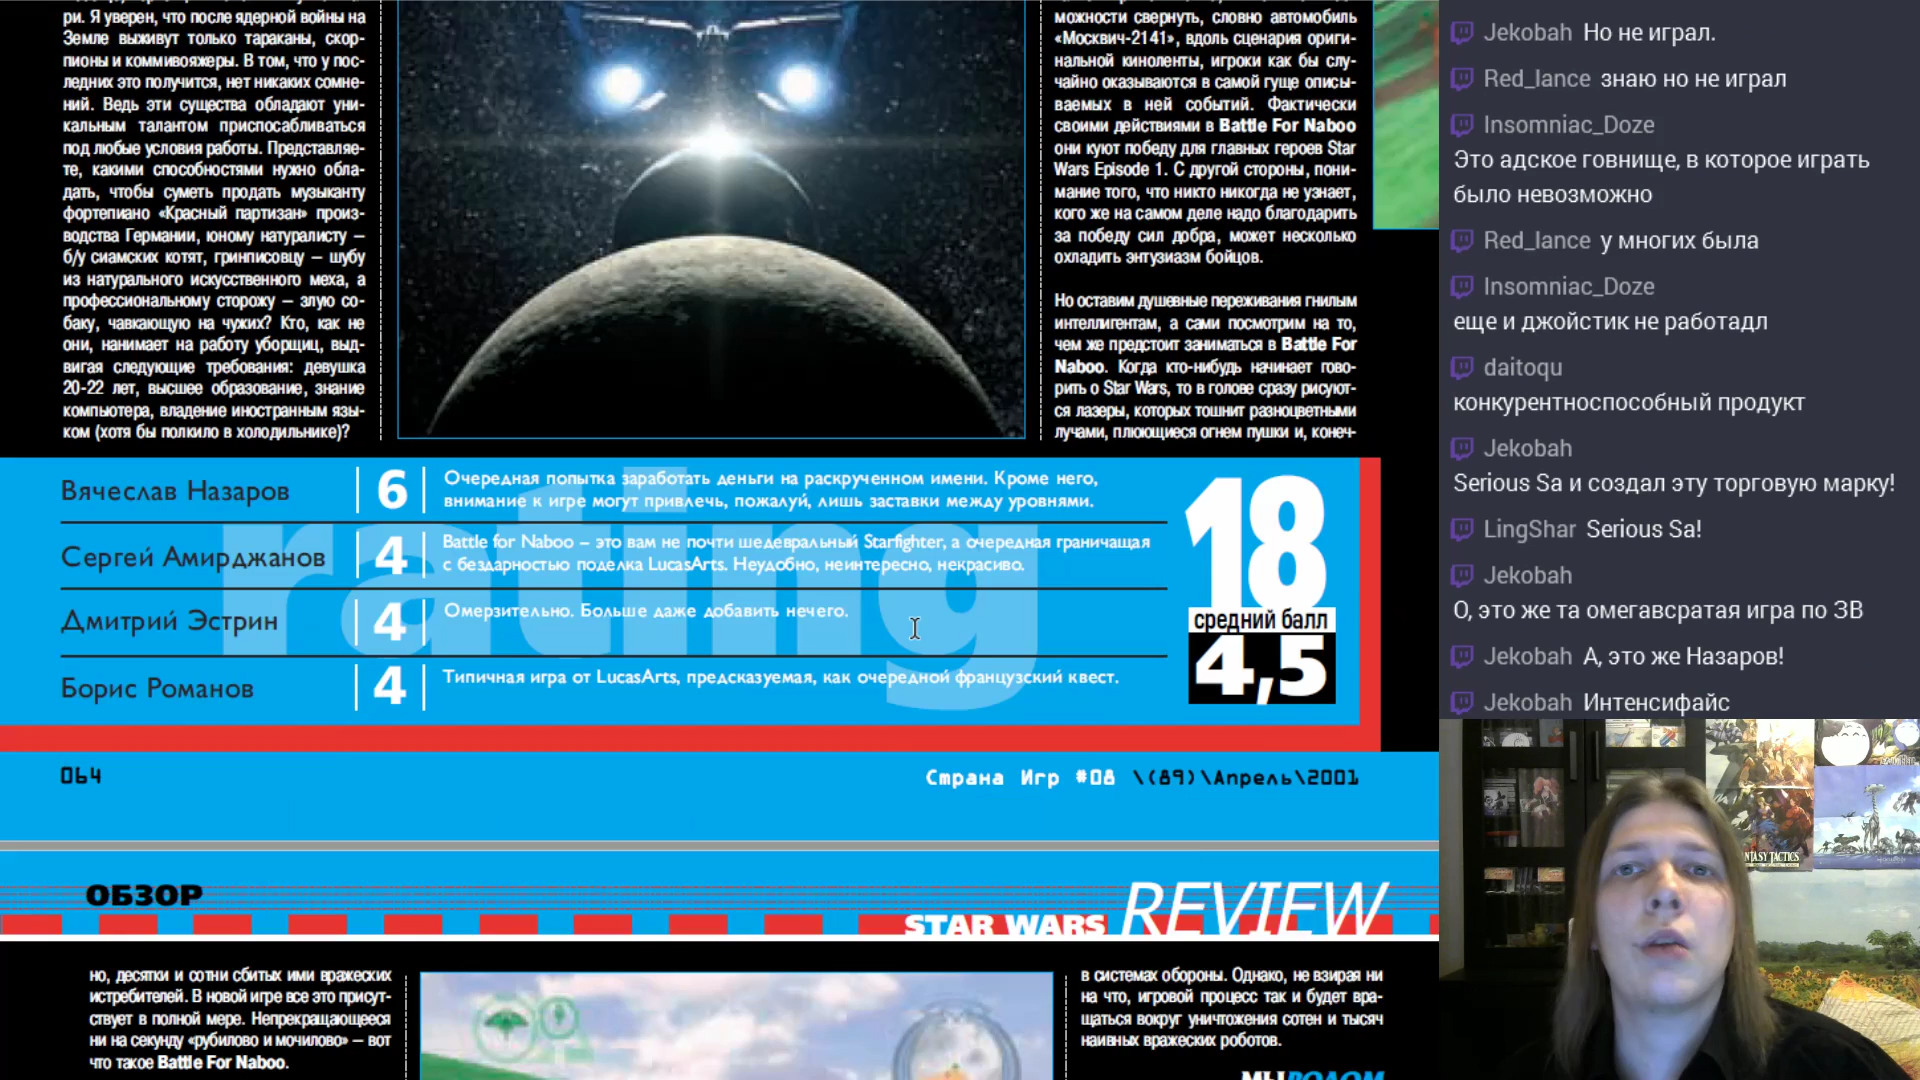 ри. Я уверен, что после ядерной войны на
Земле выживут только тараканы, скор-
пионы и коммивояжеры. В том, что у пос-
ледних это получится, нет никаких сомне-
ний. Ведь эти существа обладают уни-
кальным талантом приспосабливаться
под любые условия работы. Представляе-
те, какими способностями нужно обла-
дать, чтобы суметь продать музыканту
фортепиано «Красный партизан» произ-
водства Германии, юному натуралисту –
б/у сиамских котят, гринписовцу – шубу
из натурального искусственного меха, а
профессиональному сторожу – злую со-
баку, чавкающую на чужих? Кто, как не
они, нанимает на работу уборщиц, выд-
вигая следующие требования: девушка
20-22 лет, высшее образование, знание
компьютера, владение иностранным язы-
ком (хотя бы полкило в холодильнике)?
можности свернуть, словно автомобиль
«Москвич-2141», вдоль сценария ориги-
нальной киноленты, игроки как бы слу-
чайно оказываются в самой гуще описы-
ваемых в ней событий. Фактически
своими действиями в Battle For Naboo
они куют победу для главных героев Star
Wars Episode 1. С другой стороны, пони-
мание того, что никто никогда не узнает,
кого же на самом деле надо благодарить
за победу сил добра, может несколько
охладить энтузиазм бойцов.
Но оставим душевные переживания гнилым
интеллигентам, а сами посмотрим на то,
чем же предстоит заниматься в Battle For
Naboo. Когда кто-нибудь начинает гово-
рить о Star Wars, то в голове сразу рисуют-
ся лазеры, которых тошнит разноцветными
лучами, плюющиеся огнем пушки и, конеч-
rating
Вячеслав Назаров 6 Очередная попытка заработать деньги на раскрученном имени. Кроме него,
внимание к игре могут привлечь, пожалуй, лишь заставки между уровнями.
Сергей Амирджанов 4 Battle for Naboo – это вам не почти шедевральный Starfighter, а очередная граничащая
с бездарностью поделка LucasArts. Неудобно, неинтересно, некрасиво.
Дмитрий Эстрин 4 Омерзительно. Больше даже добавить нечего.
Борис Романов 4 Типичная игра от LucasArts, предсказуемая, как очередной французский квест.
18
средний балл
4,5
064
Страна Игр #08 \(89)\Апрель\2001
ОБЗОР
STAR WARS REVIEW
но, десятки и сотни сбитых ими вражеских
истребителей. В новой игре все это присут-
ствует в полной мере. Непрекращающееся
ни на секунду «рубилово и мочилово» – вот
что такое Battle For Naboo.
в системах обороны. Однако, не взирая ни
на что, игровой процесс так и будет вра-
щаться вокруг уничтожения сотен и тысяч
наивных вражеских роботов.
Jekobah Но не играл.
Red_lance знаю но не играл
Insomniac_Doze
Это адское говнище, в которое играть
было невозможно
Red_lance у многих была
Insomniac_Doze
еще и джойстик не работадл
daitoqu
конкурентноспособный продукт
Jekobah
Serious Sa и создал эту торговую марку!
LingShar Serious Sa!
Jekobah
О, это же та омегавсратая игра по ЗВ
Jekobah А, это же Назаров!
Jekobah Интенсифайс